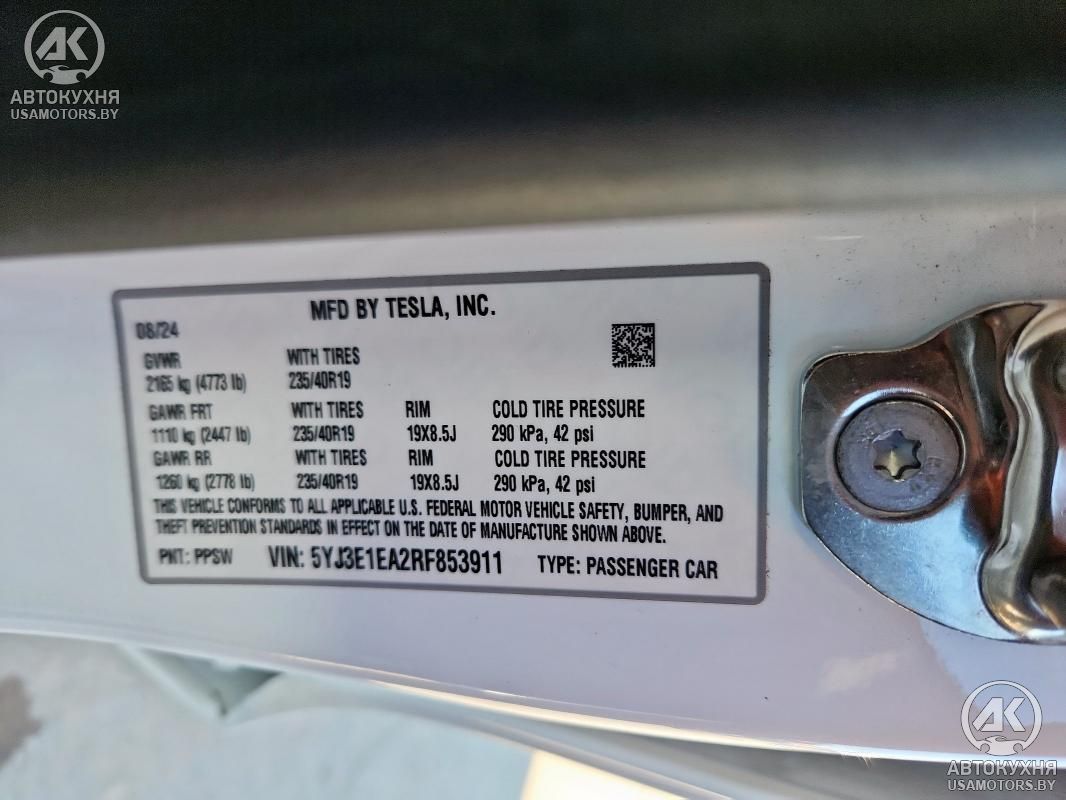 AK
АВТОКУХНЯ
USAMOTORS.BY
MFD BY TESLA, INC.
08/24
GVWR WITH TIRES
2165 kg (4773 lb) 235/40R19
GAWR FRT WITH TIRES RIM COLD TIRE PRESSURE
1110 kg (2447 lb) 235/40R19 19X8.5J 290 kPa, 42 psi
GAWR RR WITH TIRES RIM COLD TIRE PRESSURE
1260 kg (2778 lb) 235/40R19 19X8.5J 290 kPa, 42 psi
THIS VEHICLE CONFORMS TO ALL APPLICABLE U.S. FEDERAL MOTOR VEHICLE SAFETY, BUMPER, AND
THEFT PREVENTION STANDARDS IN EFFECT ON THE DATE OF MANUFACTURE SHOWN ABOVE.
PNT: PPSW VIN: 5YJ3E1EA2RF853911 TYPE: PASSENGER CAR
AK
АВТОКУХНЯ
USAMOTORS.BY